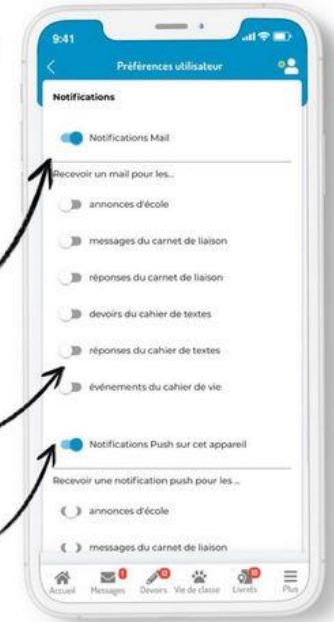 9:41
Préférences utilisateur
Notifications
Notifications Mail
Recevoir un mail pour les...
annonces d'école
messages du carnet de liaison
réponses du carnet de liaison
devoirs du cahier de textes
réponses du cahier de textes
événements du cahier de vie
Notifications Push sur cet appareil
Recevoir une notification push pour les ...
annonces d'école
messages du carnet de liaison
Accueil Messages Devoirs Vie de classe Livrets Plus